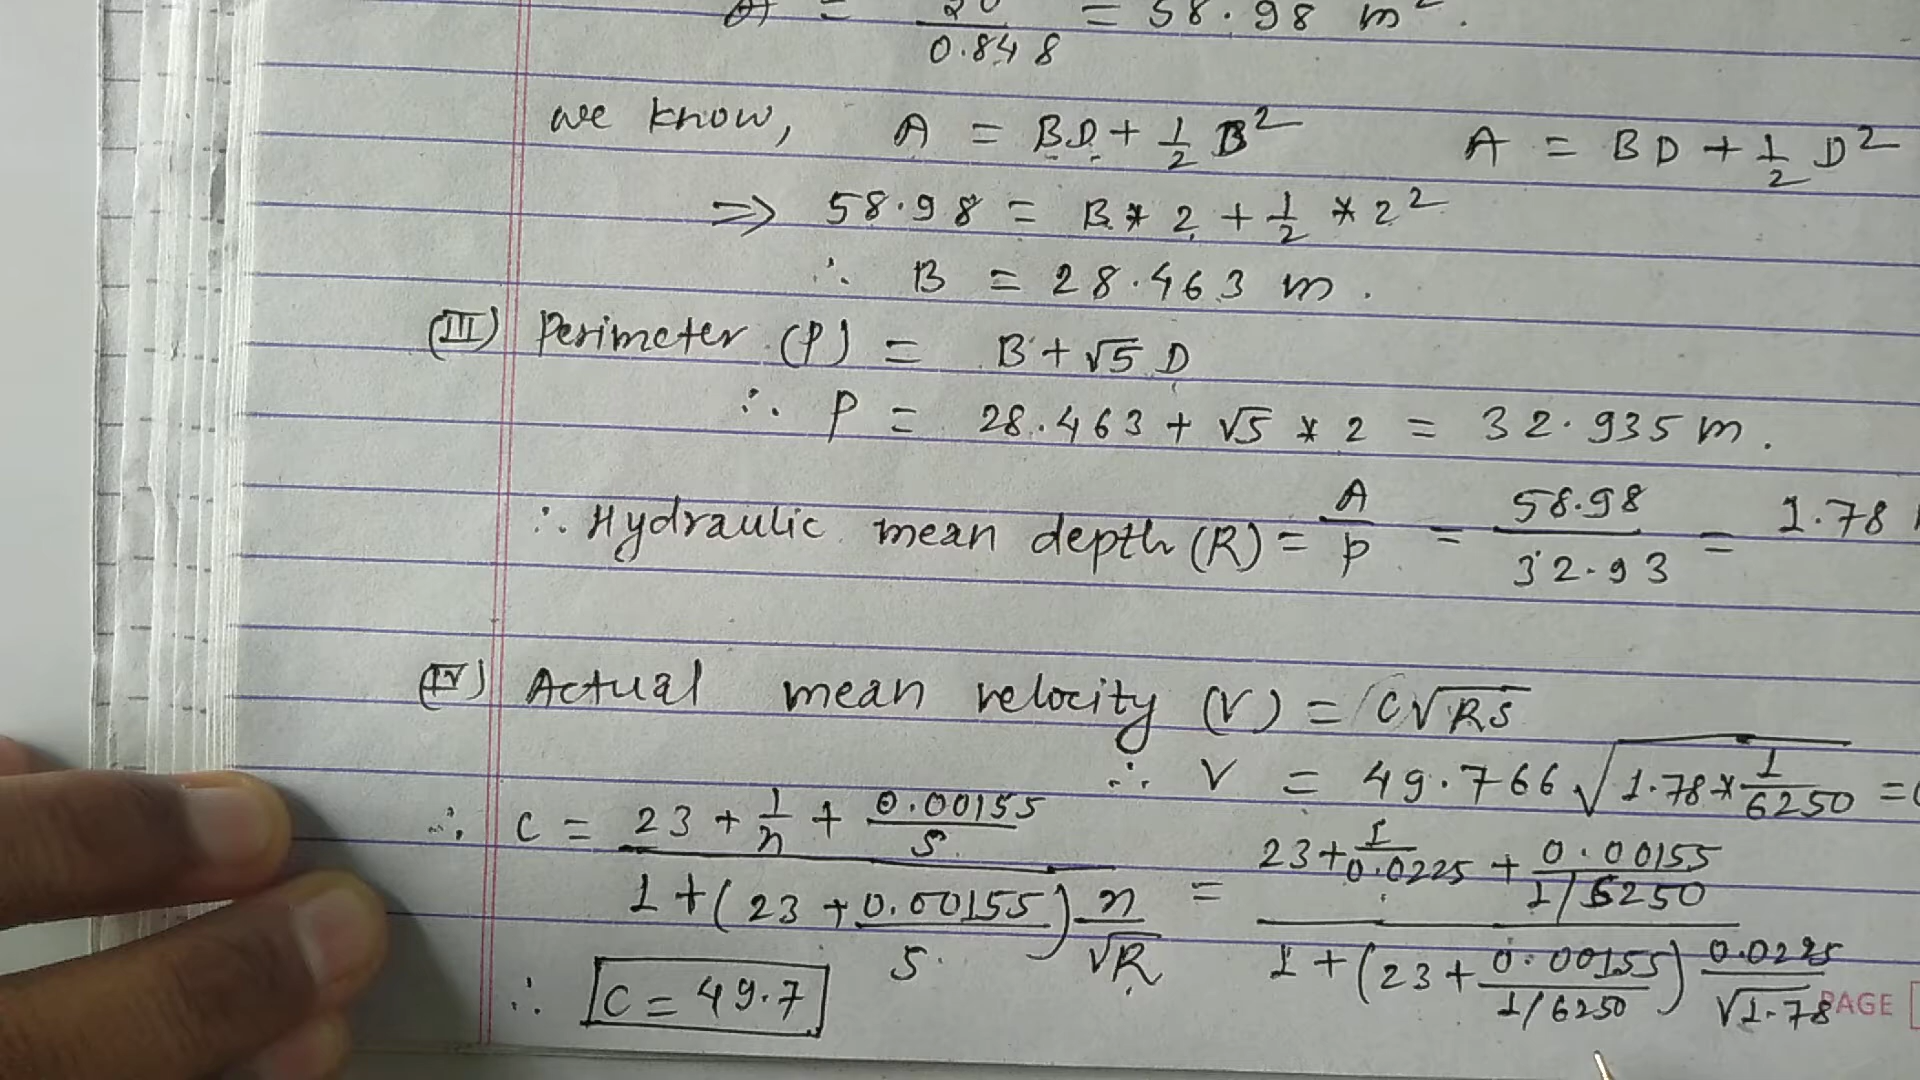 = 0.848 = 58.98 m².
we know, A = BD + 1/2 B² A = BD + 1/2 D²
⇒ 58.98 = B * 2 + 1/2 * 2²
∴ B = 28.463 m.
(III) Perimeter (P) = B + √5 D
∴ P = 28.463 + √5 * 2 = 32.935 m.
∴ Hydraulic mean depth (R) = A/P = 58.98/32.93 = 1.78
(IV) Actual mean velocity (V) = C√RS
∴ V = 49.766 √1.78 * 1/6250 =
∴ C = (23 + 1/n + 0.00155/S) / (1 + (23 + 0.00155/S) n/√R) = (23 + 1/0.0225 + 0.00155/1/6250) / (1 + (23 + 0.00155/1/6250) 0.0225/√1.78)
∴ C = 49.7
PAGE